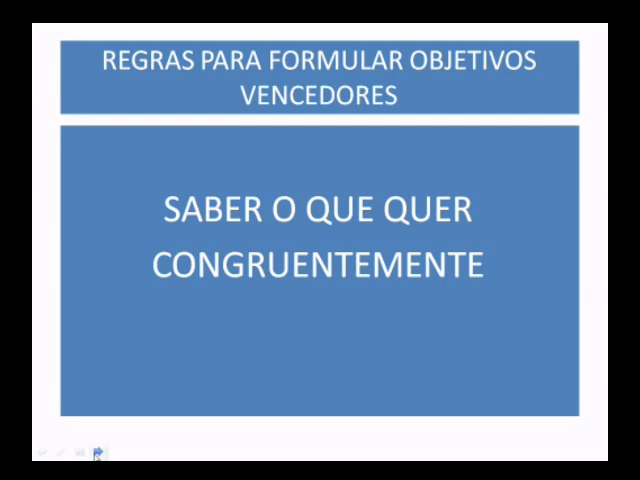 REGRAS PARA FORMULAR OBJETIVOS
VENCEDORES
SABER O QUE QUER
CONGRUENTEMENTE